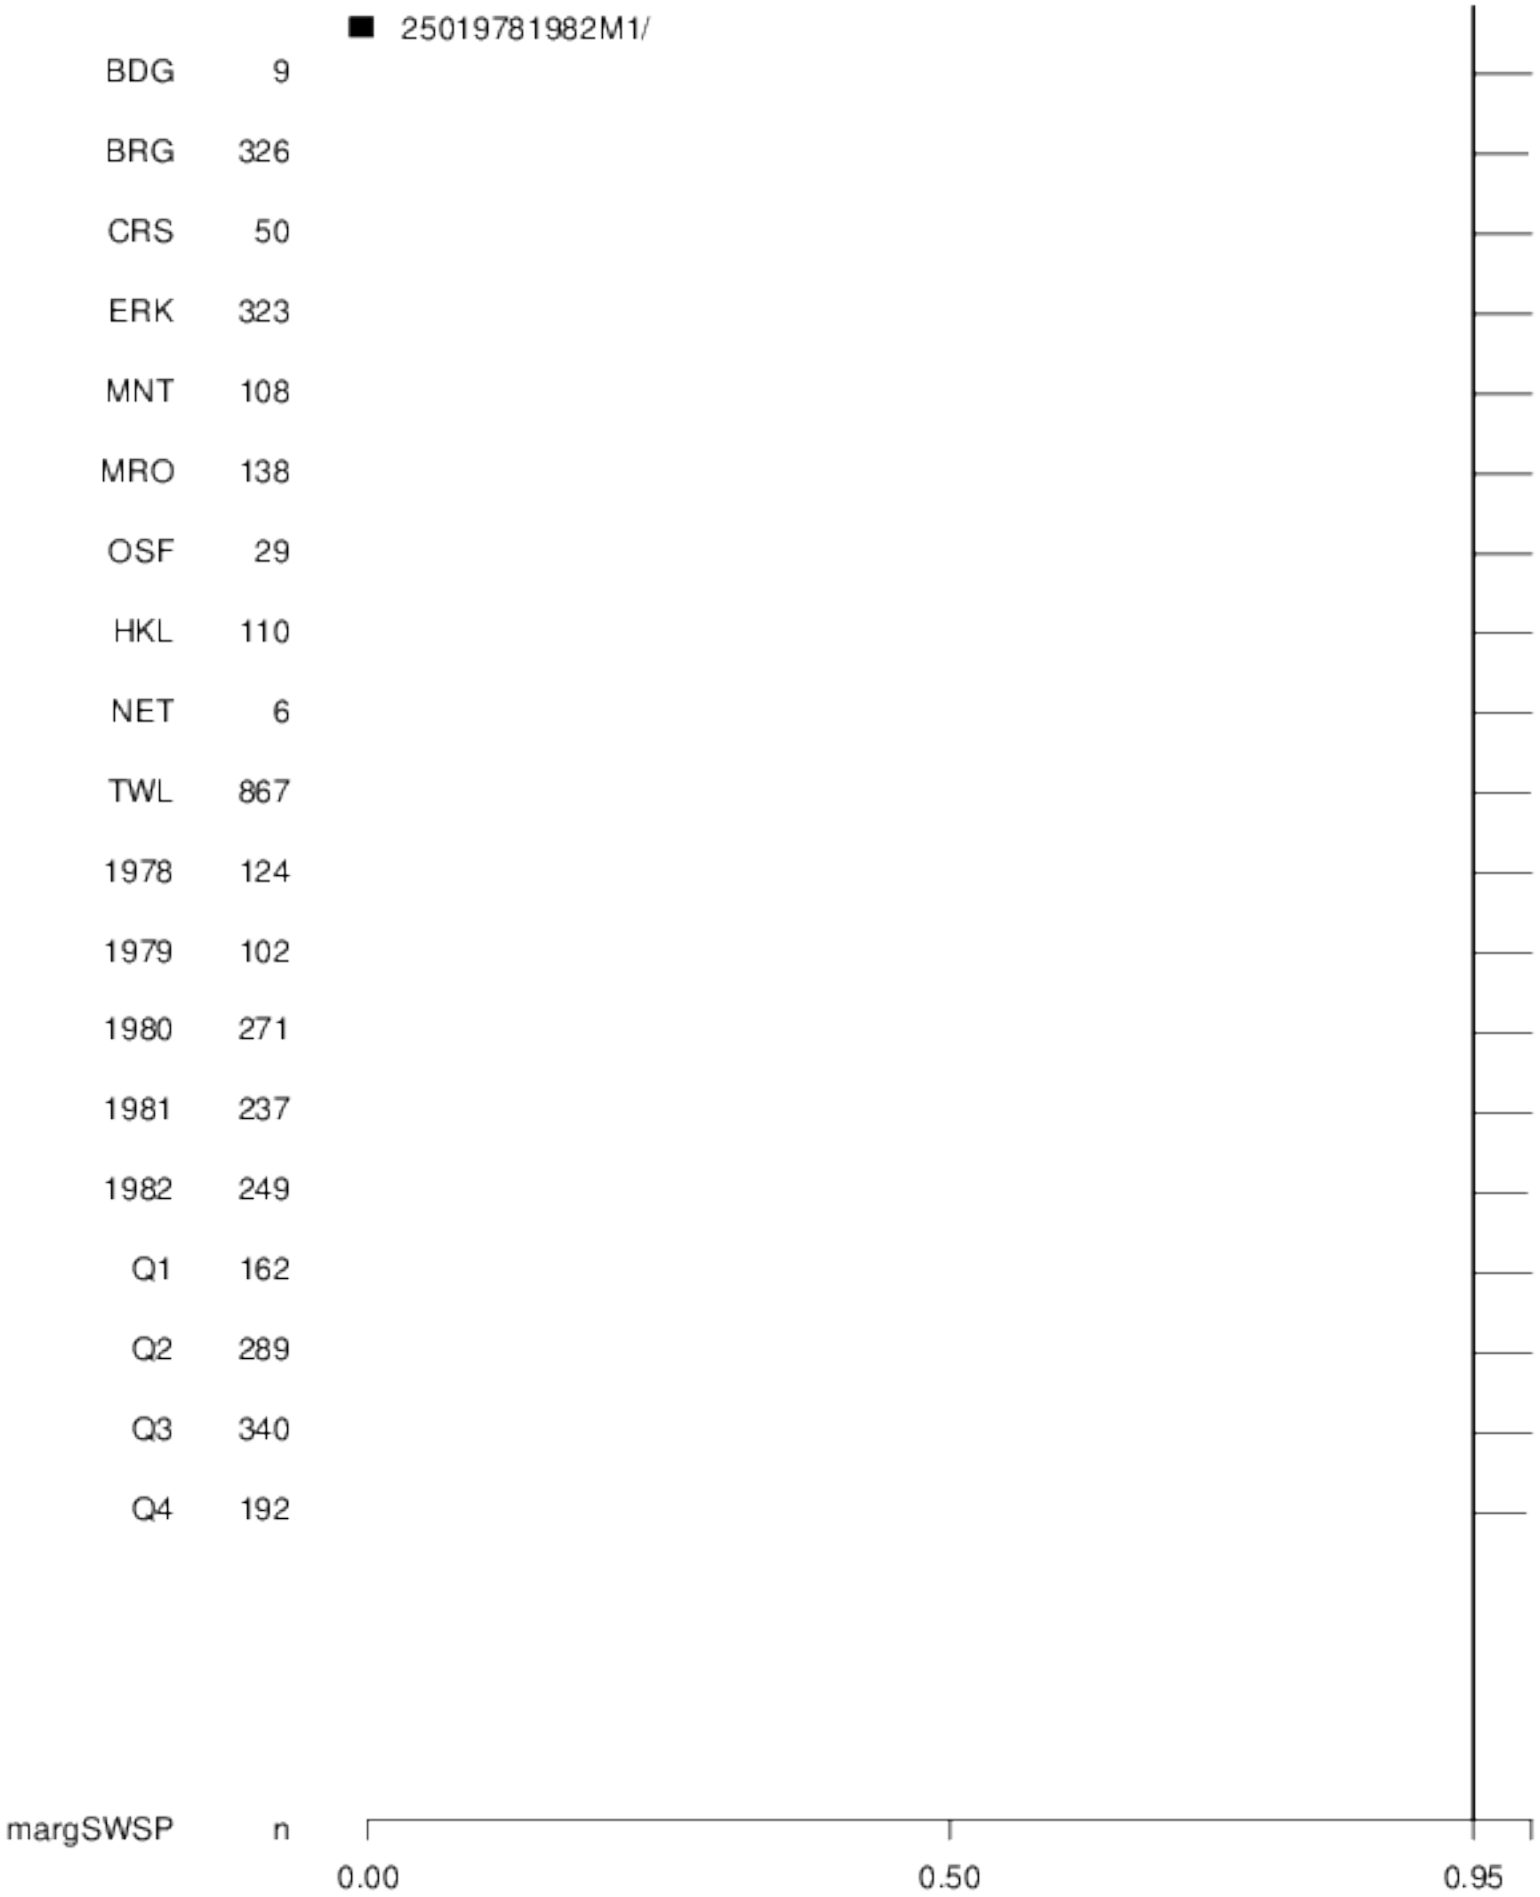 25019781982M1/
BDG 9
BRG 326
CRS 50
ERK 323
MNT 108
MRO 138
OSF 29
HKL 110
NET 6
TWL 867
1978 124
1979 102
1980 271
1981 237
1982 249
Q1 162
Q2 289
Q3 340
Q4 192
margSWSP n
0.00 0.50 0.95